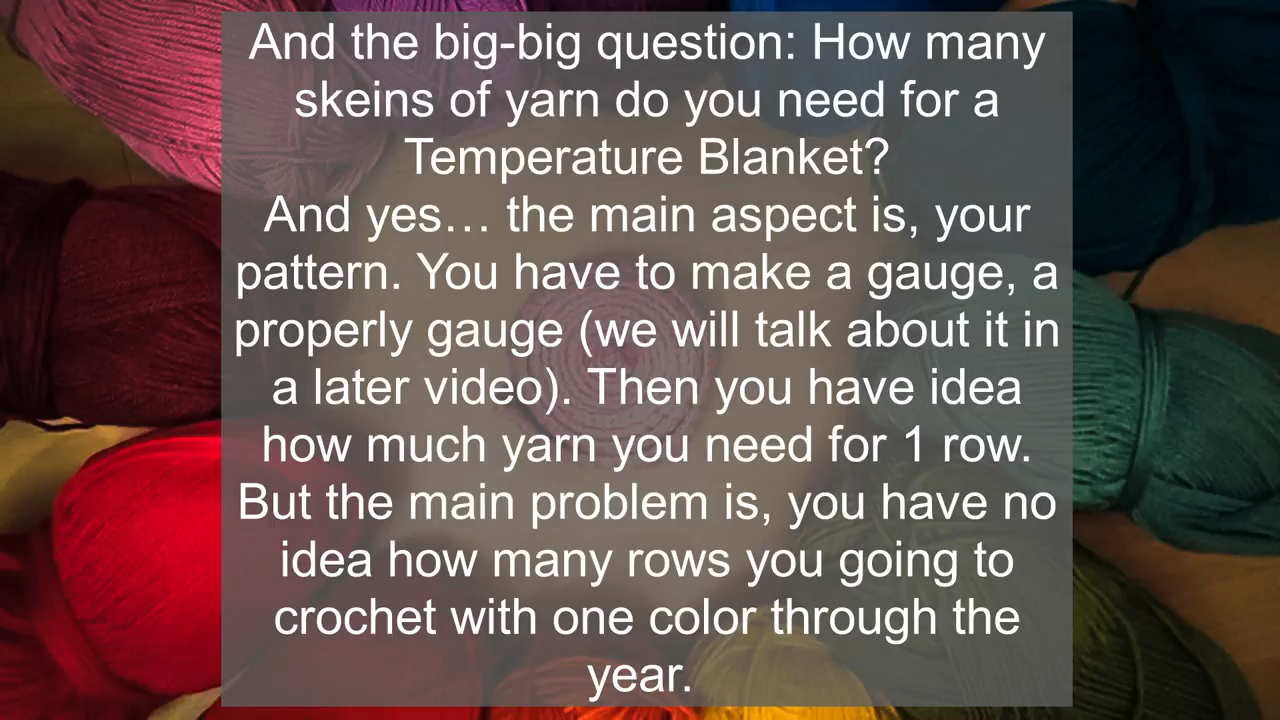 And the big-big question: How many
skeins of yarn do you need for a
Temperature Blanket?
And yes… the main aspect is, your
pattern. You have to make a gauge, a
properly gauge (we will talk about it in
a later video). Then you have idea
how much yarn you need for 1 row.
But the main problem is, you have no
idea how many rows you going to
crochet with one color through the
year.